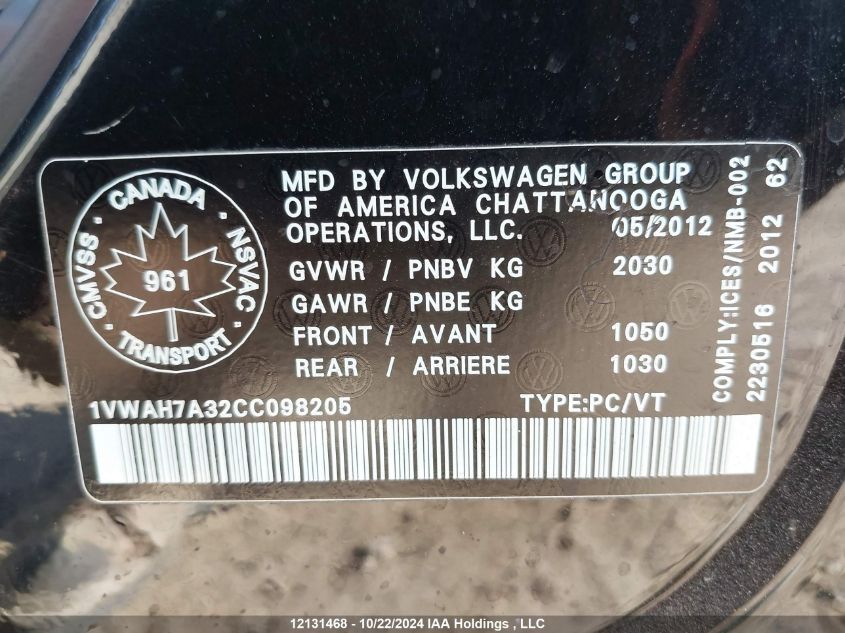 CANADA
CMVSS · NSVAC
961
TRANSPORT
MFD BY VOLKSWAGEN GROUP
OF AMERICA CHATTANOOGA
OPERATIONS, LLC. 05/2012
GVWR / PNBV KG 2030
GAWR / PNBE KG
FRONT / AVANT 1050
REAR / ARRIERE 1030
1VWAH7A32CC098205 TYPE:PC/VT
COMPLY:ICES/NMB-002
2230516 2012 62
12131468 - 10/22/2024 IAA Holdings , LLC